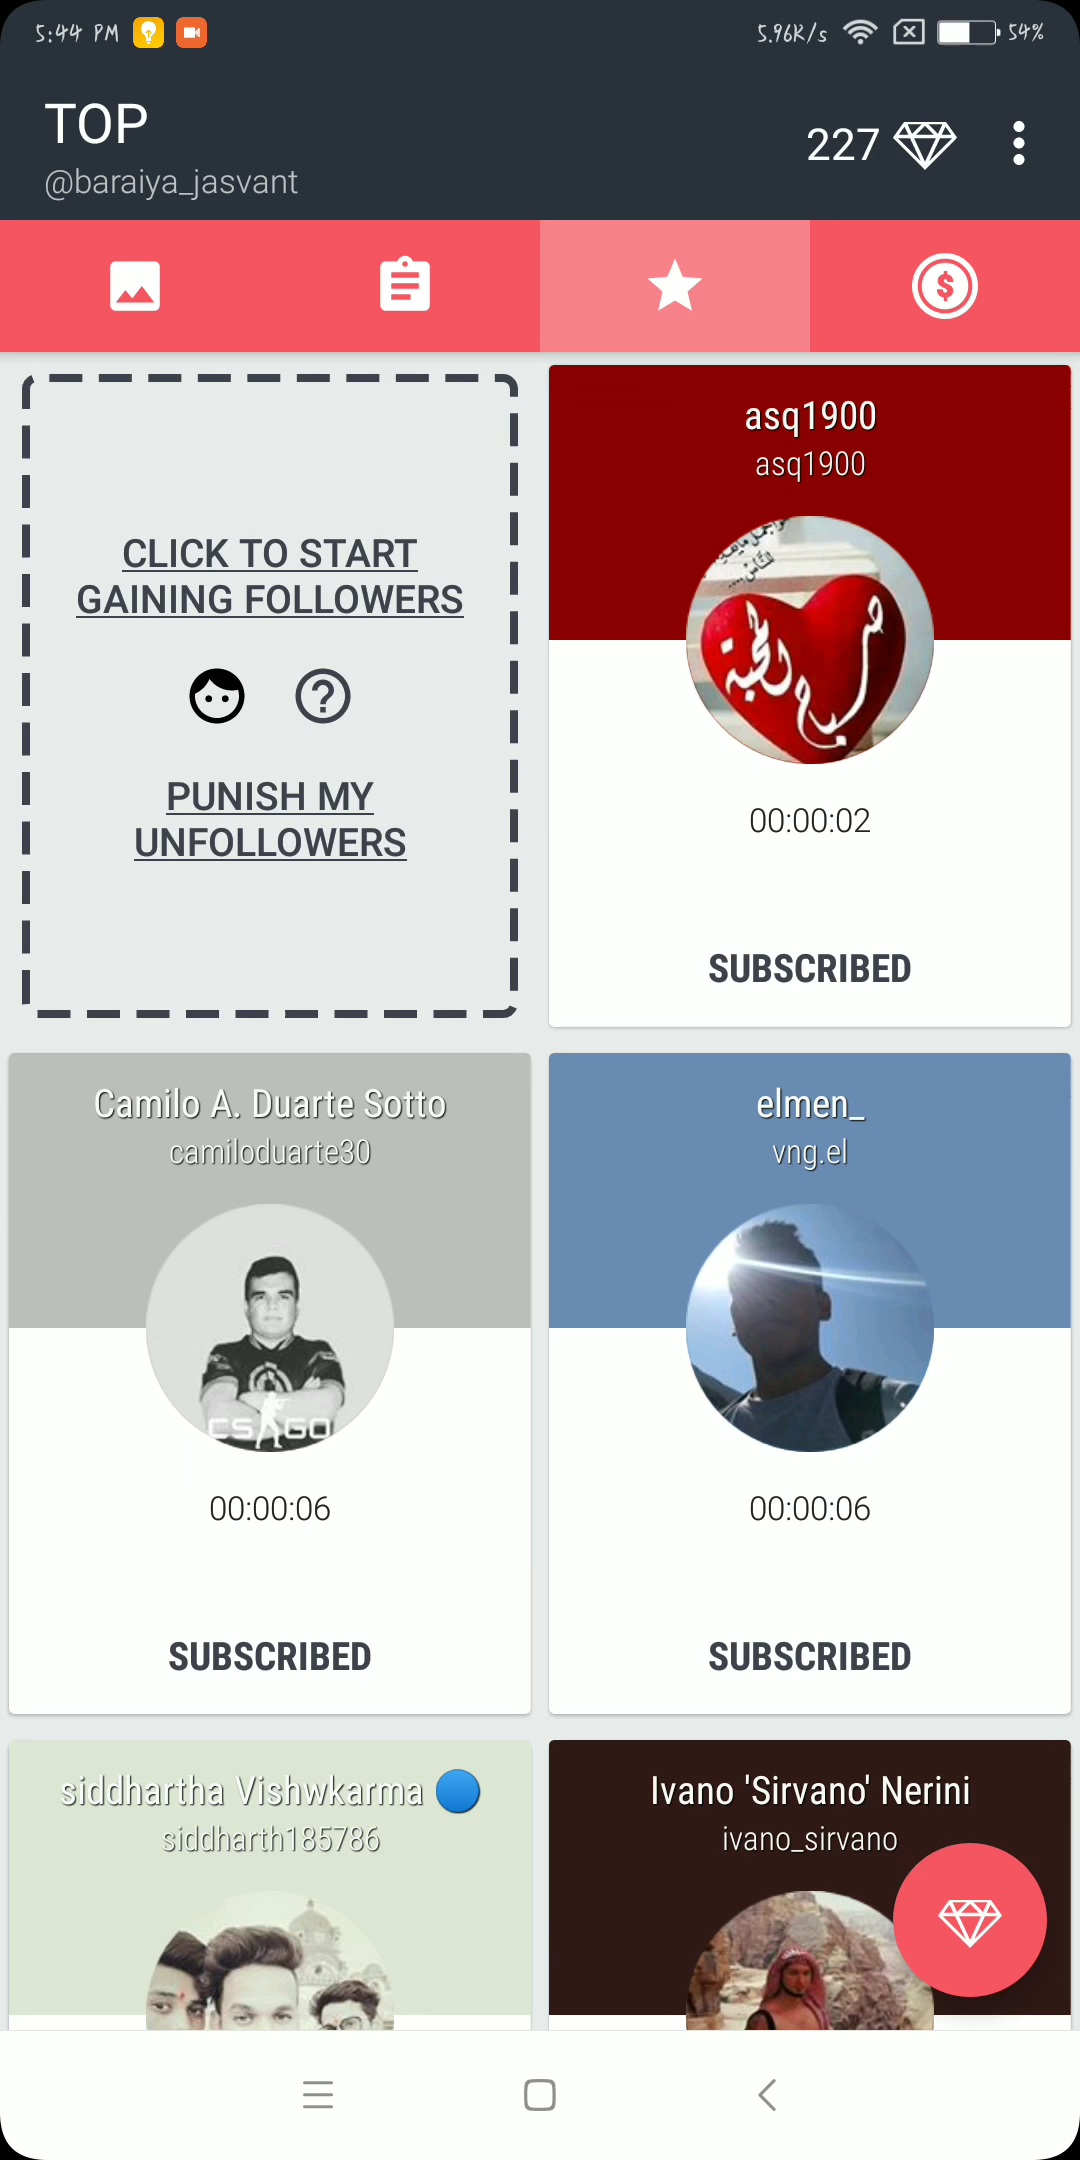 5:44 PM
5.96K/s
54%
TOP
227
@baraiya_jasvant
CLICK TO START
GAINING FOLLOWERS
PUNISH MY
UNFOLLOWERS
asq1900
asq1900
صباح المحبة
00:00:02
SUBSCRIBED
Camilo A. Duarte Sotto
camiloduarte30
CS GO
00:00:06
SUBSCRIBED
elmen_
vng.el
00:00:06
SUBSCRIBED
siddhartha Vishwkarma
siddharth185786
Ivano 'Sirvano' Nerini
ivano_sirvano